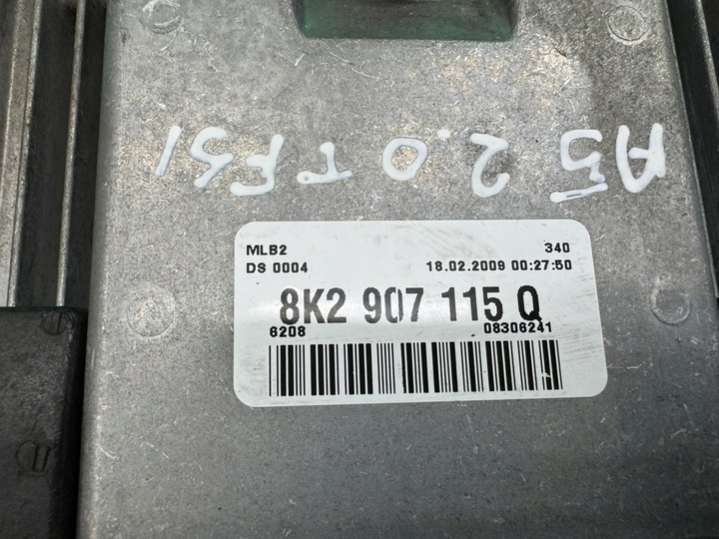 A5 2.0 TFSI
MLB2 340
DS 0004 18.02.2009 00:27:50
8K2 907 115 Q
6208 08306241